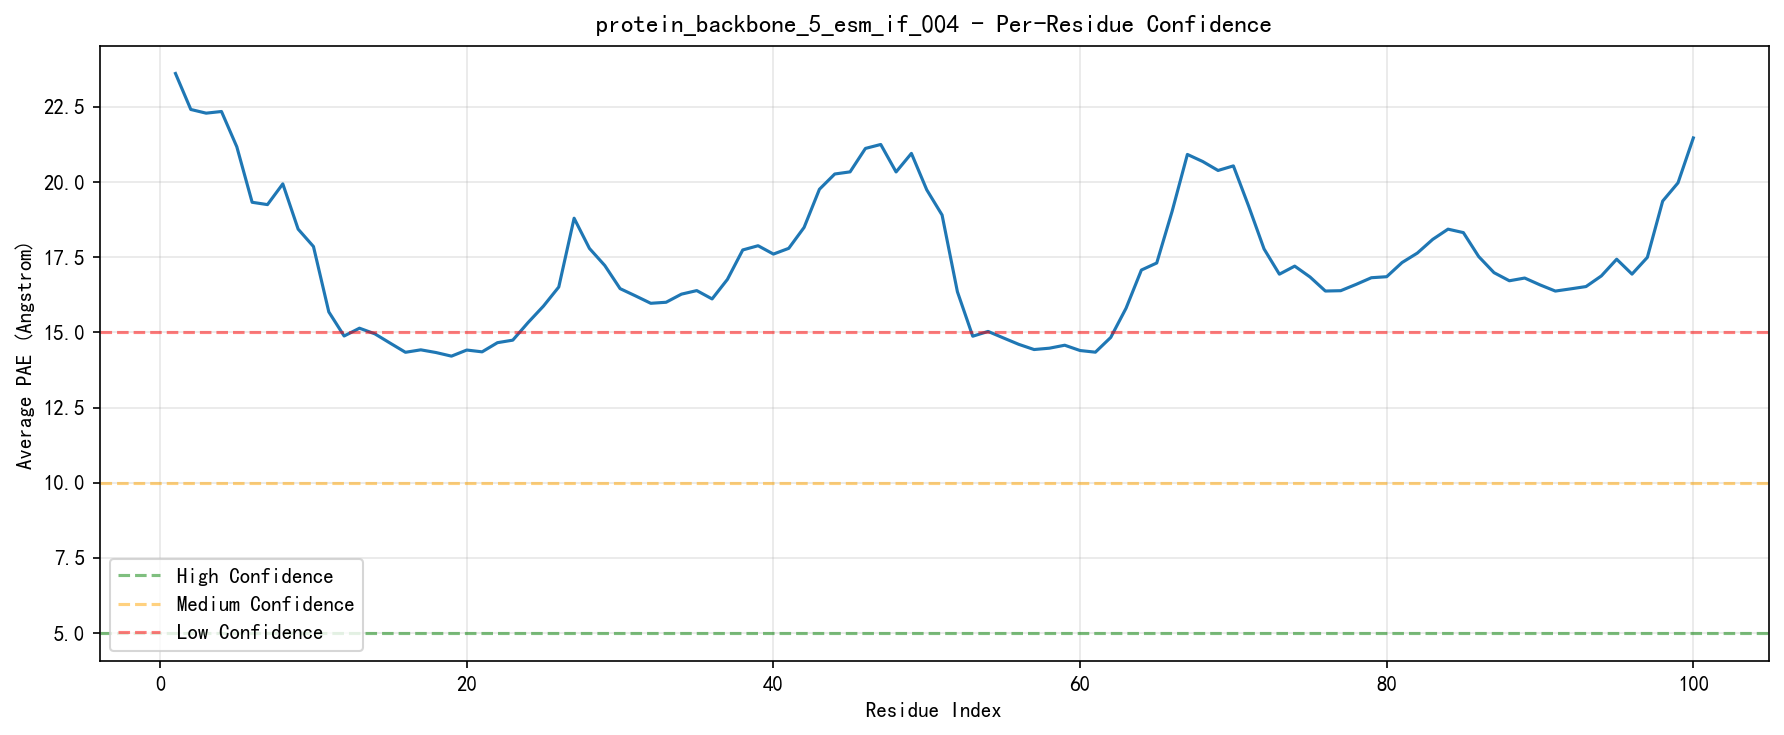 protein_backbone_5_esm_if_004 - Per-Residue Confidence
Average PAE (Angstrom)
22.5
20.0
17.5
15.0
12.5
10.0
7.5
5.0
High Confidence
Medium Confidence
Low Confidence
0 20 40 60 80 100
Residue Index